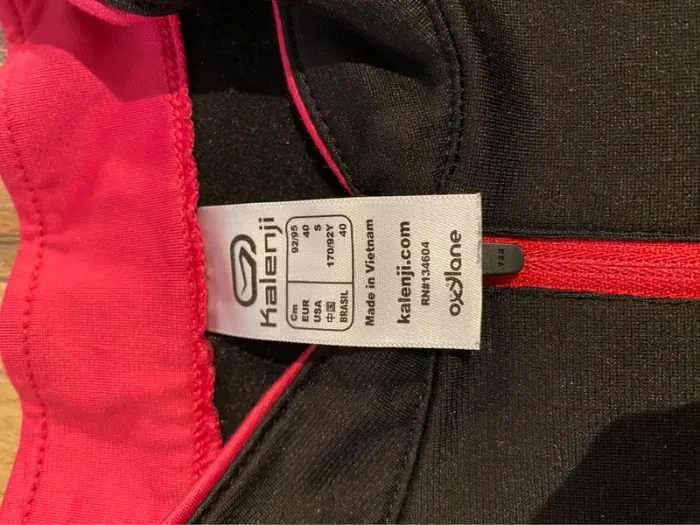 Kalenji
Cm 92/95
EUR 40
USA S
中国 170/92Y
BRASIL 40
Made in Vietnam
kalenji.com
RN#134604
oxylane